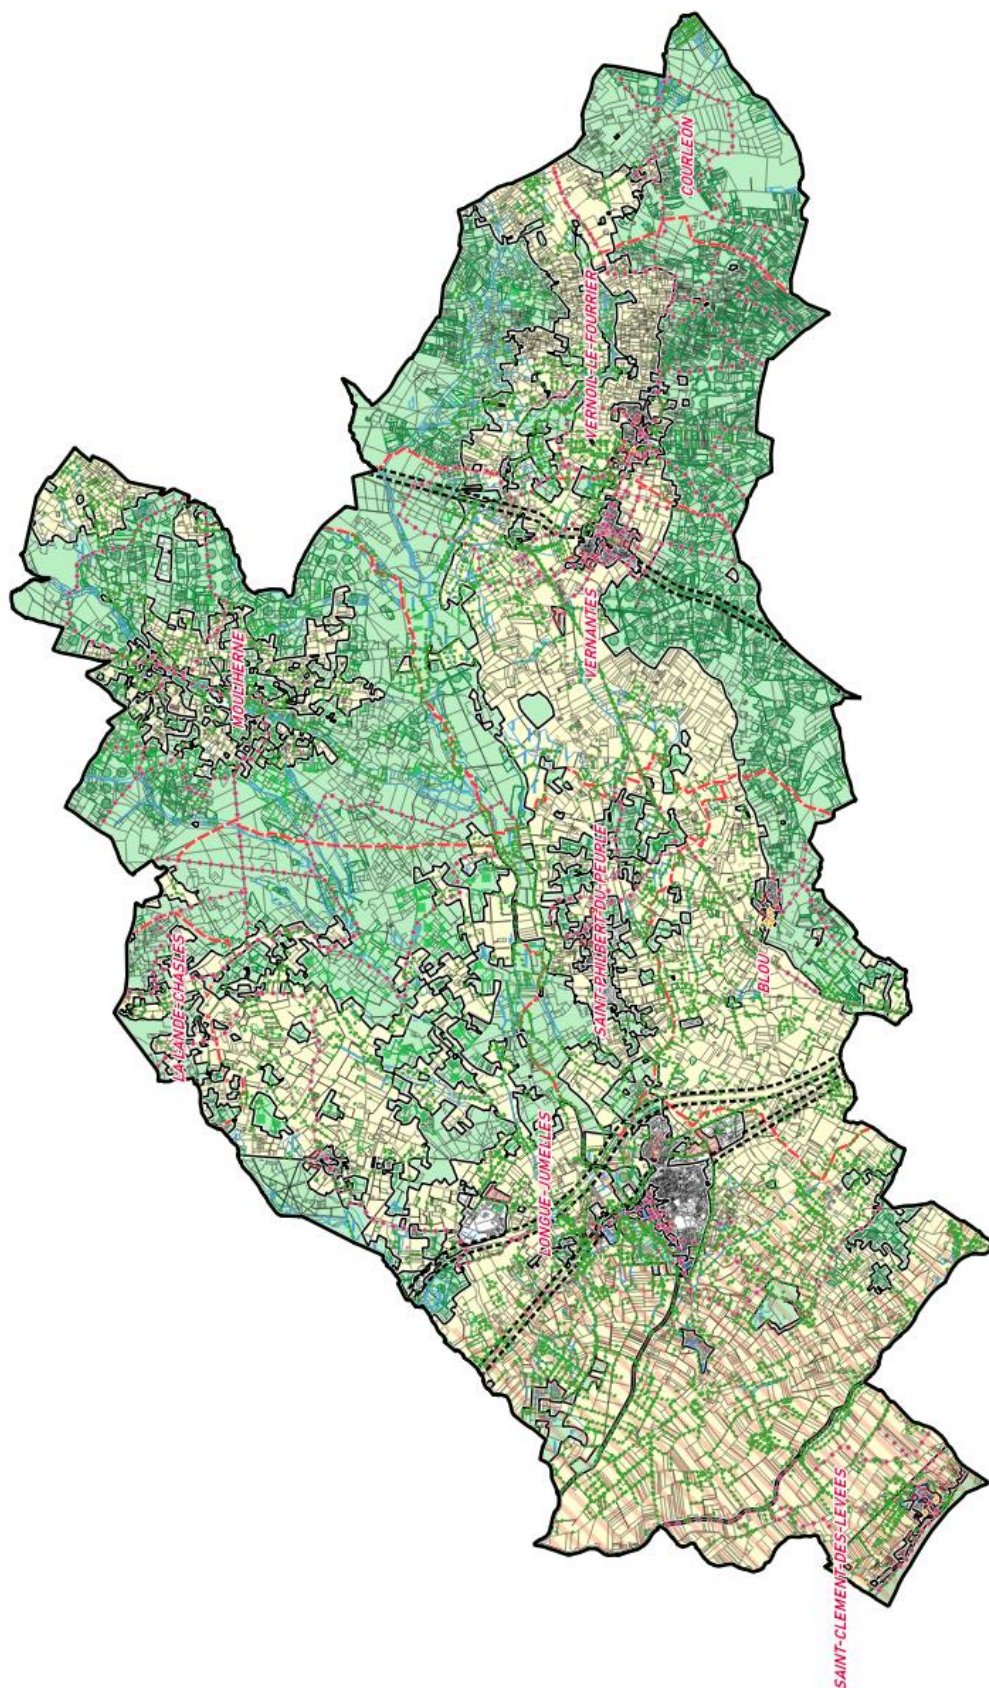 COURLEON
VERNOIL-LE-FOURRIER
VERNANTES
MOULIHERNE
SAINT-PHILBERT-DU-PEUPLE
BLOU
LA LANDE-CHASLES
LONGUE-JUMELLES
SAINT-CLEMENT-DES-LEVEES